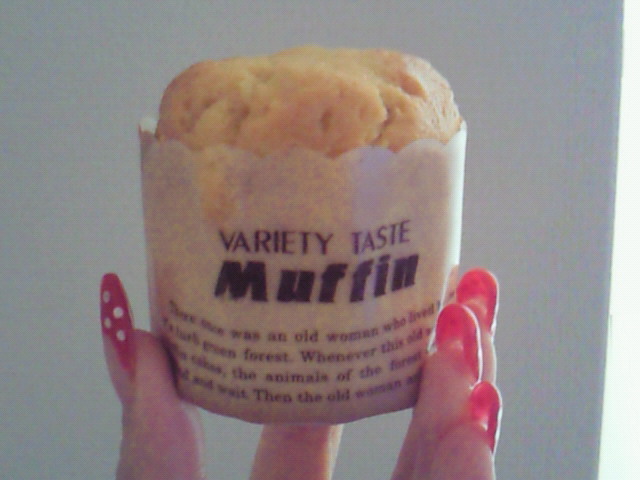 VARIETY TASTE
Muffin
There once was an old woman who lived
lush green forest. Whenever this old
cakes, the animals of the forest
and wait. Then the old woman